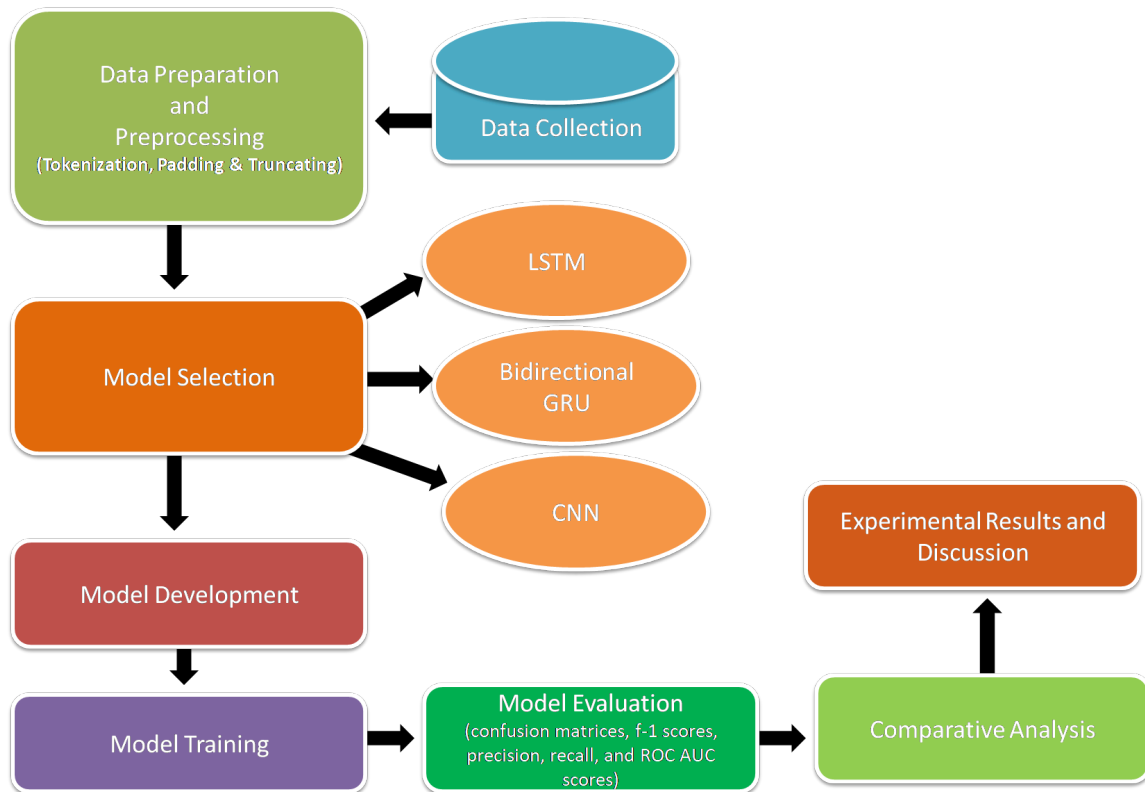 Data Preparation
and
Preprocessing
(Tokenization, Padding & Truncating)
Data Collection
LSTM
Model Selection
Bidirectional
GRU
CNN
Experimental Results and
Discussion
Model Development
Model Training
Model Evaluation
(confusion matrices, f-1 scores,
precision, recall, and ROC AUC
scores)
Comparative Analysis